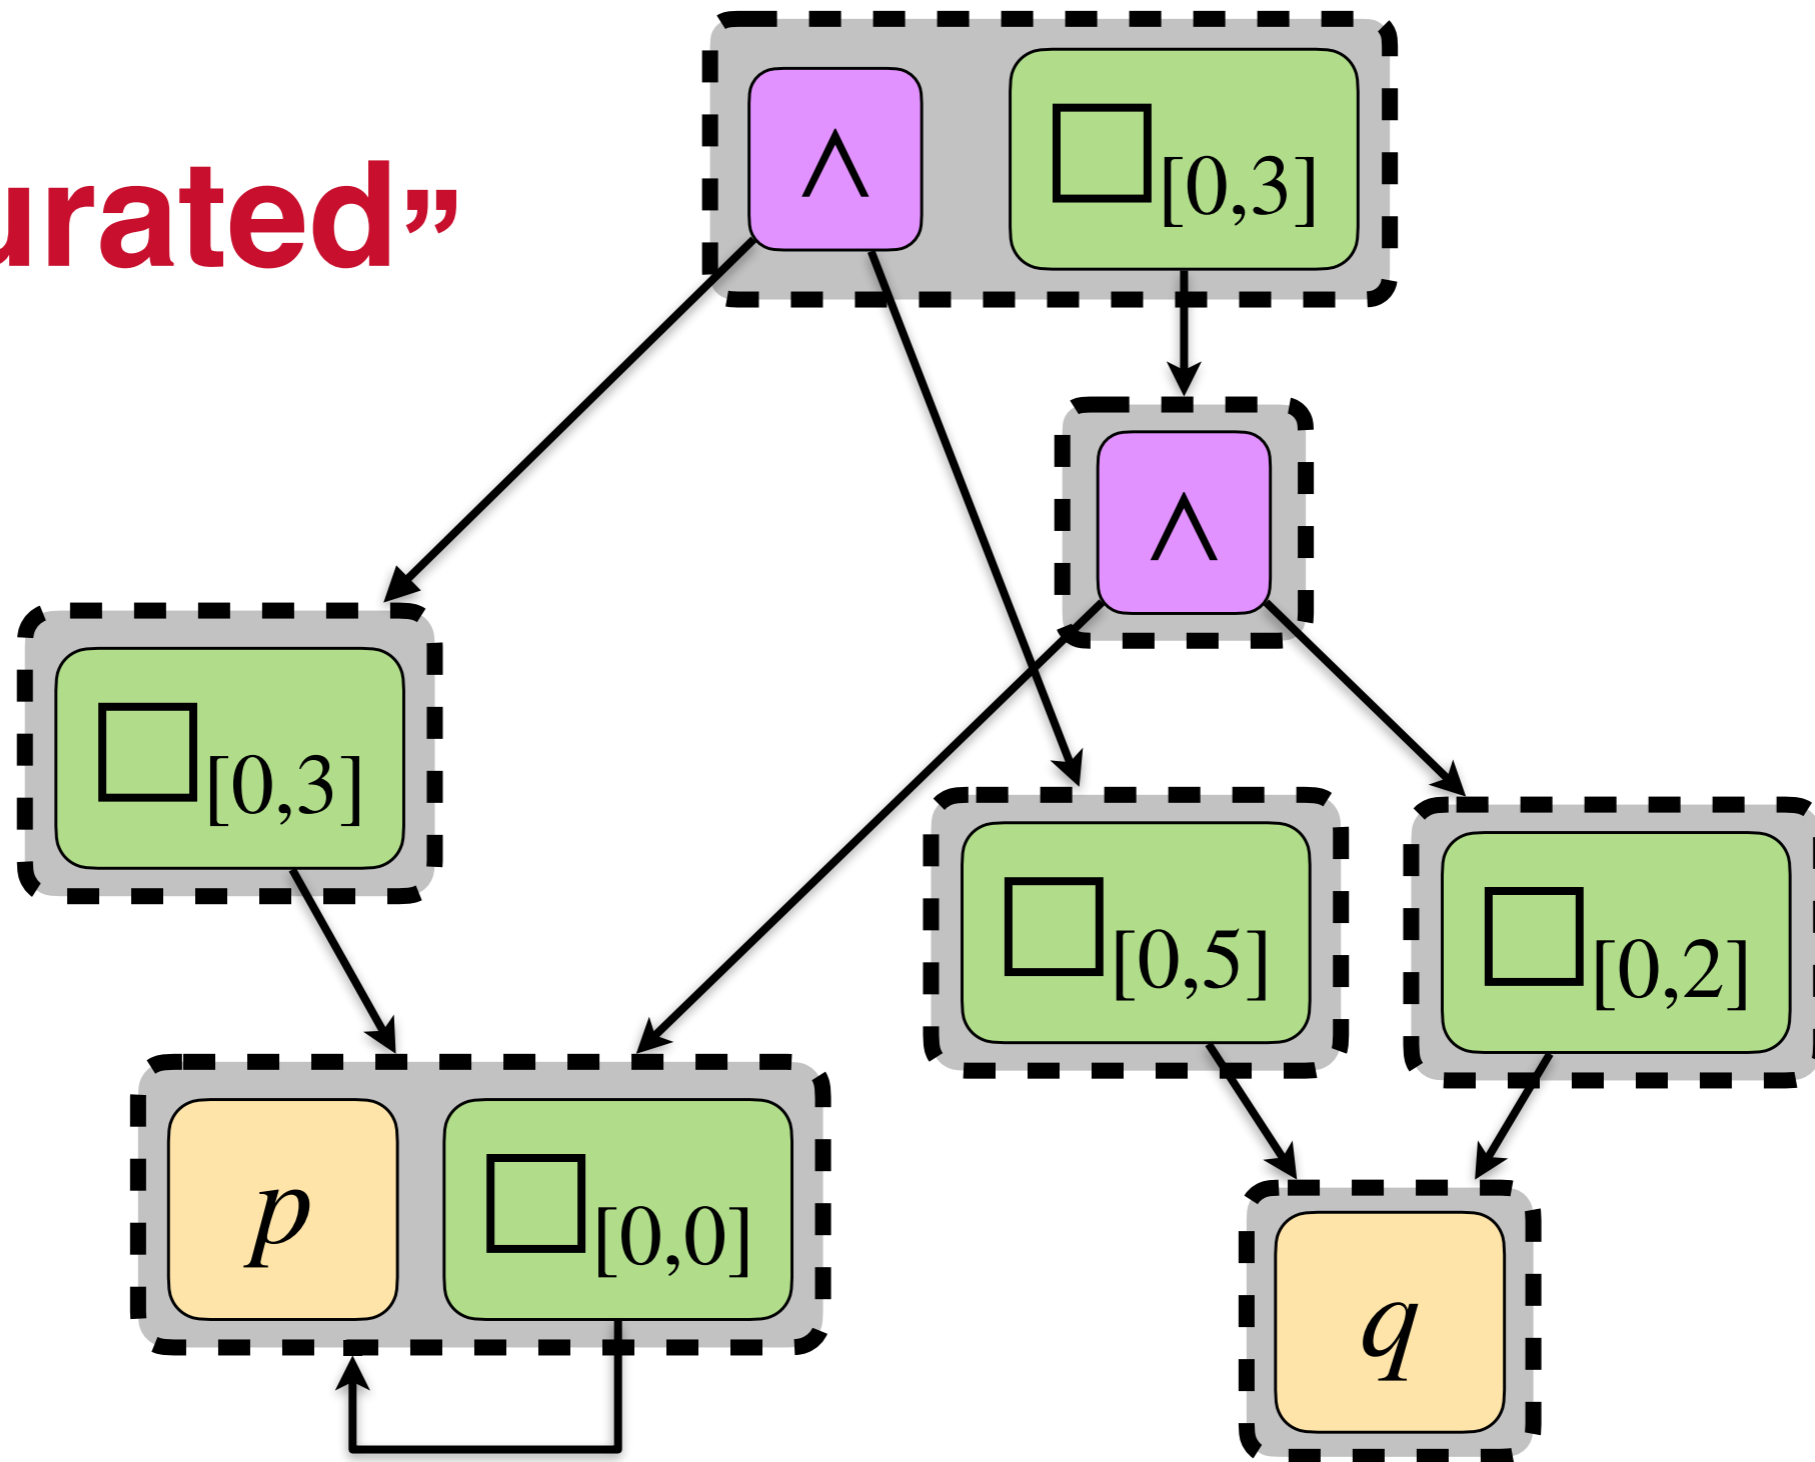 urated”
∧ □[0,3]
∧
□[0,3]
□[0,5] □[0,2]
p □[0,0]
q